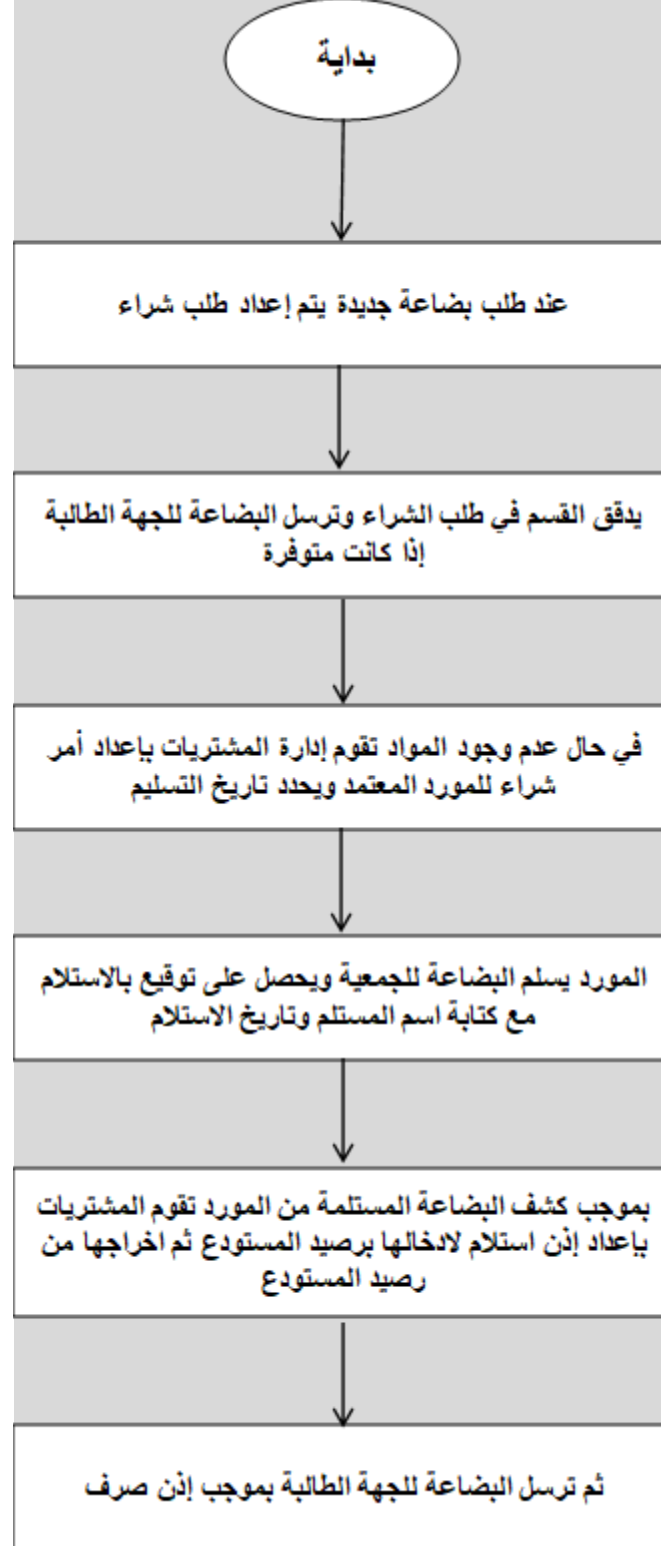 بداية
عند طلب بضاعة جديدة يتم إعداد طلب شراء
يدقق القسم في طلب الشراء وترسل البضاعة للجهة الطالبة
إذا كانت متوفرة
في حال عدم وجود المواد تقوم إدارة المشتريات بإعداد أمر
شراء للمورد المعتمد ويحدد تاريخ التسليم
المورد يسلم البضاعة للجمعية ويحصل على توقيع بالاستلام
مع كتابة اسم المستلم وتاريخ الاستلام
بموجب كشف البضاعة المستلمة من المورد تقوم المشتريات
بإعداد إذن استلام لادخالها برصيد المستودع ثم اخراجها من
رصيد المستودع
ثم ترسل البضاعة للجهة الطالبة بموجب إذن صرف